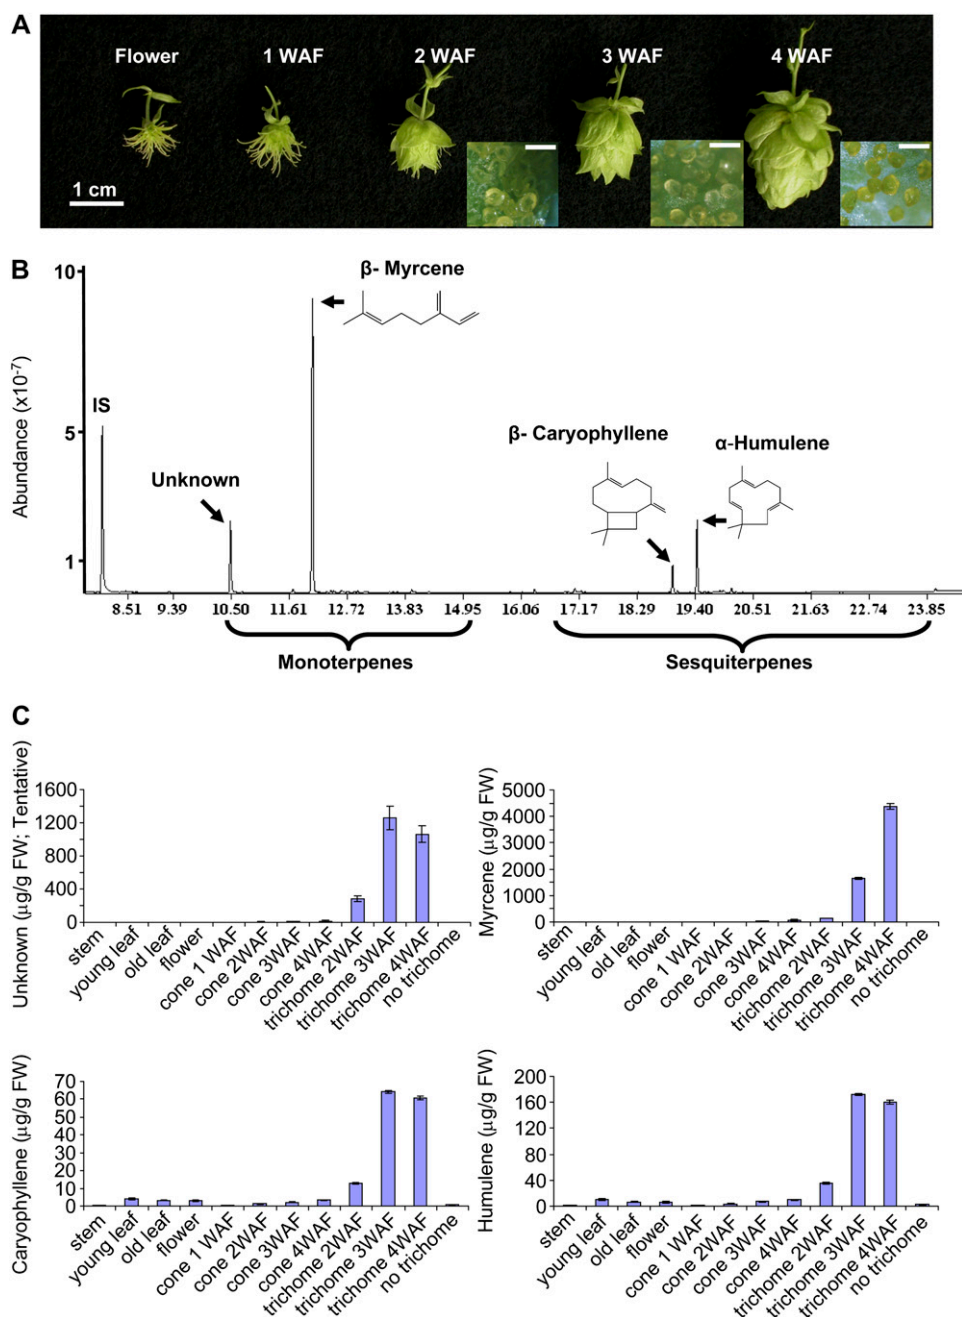 A
Flower 1 WAF 2 WAF 3 WAF 4 WAF
1 cm
B
10
5
1
Abundance (x10-7)
IS
Unknown
β- Myrcene
β- Caryophyllene
α-Humulene
8.51 9.39 10.50 11.61 12.72 13.83 14.95 16.06 17.17 18.29 19.40 20.51 21.63 22.74 23.85
Monoterpenes
Sesquiterpenes
C
Unknown (µg/g FW; Tentative)
1600
1200
800
400
0
stem
young leaf
old leaf
flower
cone 1 WAF
cone 2WAF
cone 3WAF
cone 4WAF
trichome 2WAF
trichome 3WAF
trichome 4WAF
no trichome
Myrcene (µg/g FW)
5000
4000
3000
2000
1000
0
stem
young leaf
old leaf
flower
cone 1 WAF
cone 2WAF
cone 3WAF
cone 4WAF
trichome 2WAF
trichome 3WAF
trichome 4WAF
no trichome
Caryophyllene (µg/g FW)
70
60
50
40
30
20
10
0
stem
young leaf
old leaf
flower
cone 1 WAF
cone 2WAF
cone 3WAF
cone 4WAF
trichome 2WAF
trichome 3WAF
trichome 4WAF
no trichome
Humulene (µg/g FW)
200
160
120
80
40
0
stem
young leaf
old leaf
flower
cone 1 WAF
cone 2WAF
cone 3WAF
cone 4WAF
trichome 2WAF
trichome 3WAF
trichome 4WAF
no trichome